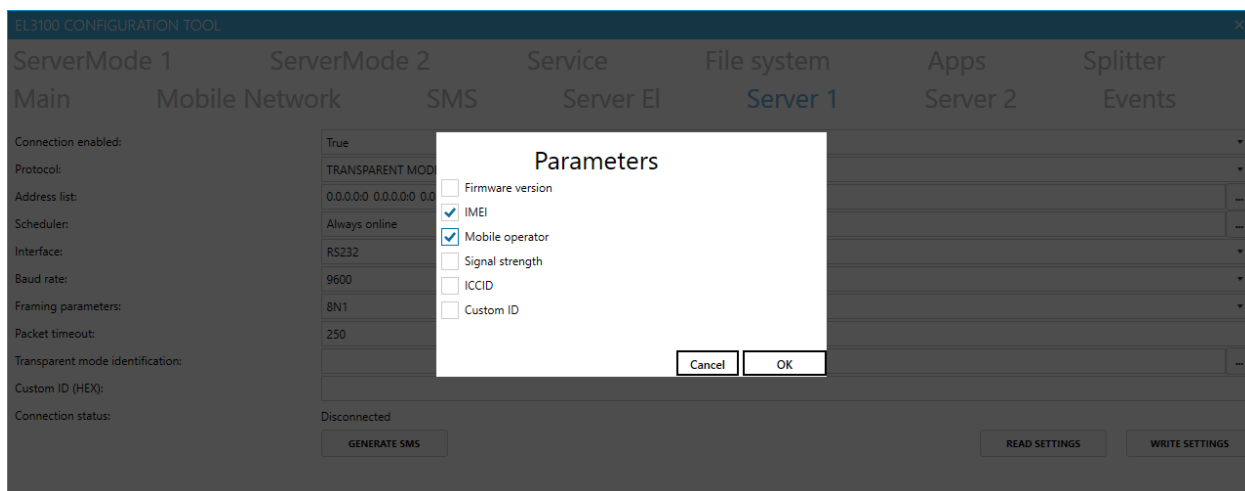 EL3100 CONFIGURATION TOOL
ServerMode 1 ServerMode 2 Service File system Apps Splitter
Main Mobile Network SMS Server El Server 1 Server 2 Events
Connection enabled: True
Protocol: TRANSPARENT MODE
Address list: 0.0.0.0:0 0.0.0.0:0 0.0 ...
Scheduler: Always online ...
Interface: RS232
Baud rate: 9600
Framing parameters: 8N1
Packet timeout: 250
Transparent mode identification: ...
Custom ID (HEX):
Connection status: Disconnected
GENERATE SMS READ SETTINGS WRITE SETTINGS
Parameters
Firmware version
IMEI
Mobile operator
Signal strength
ICCID
Custom ID
Cancel OK